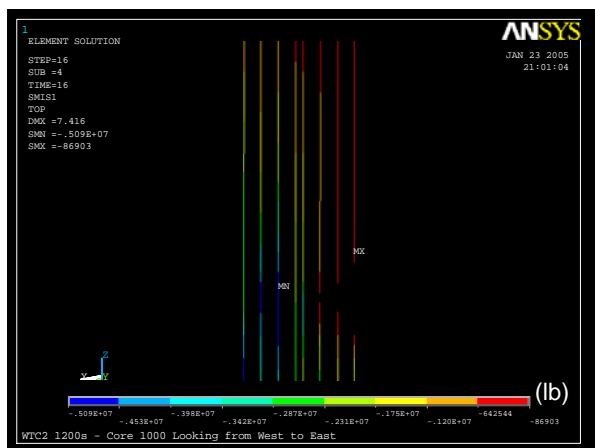 1
ANSYS
ELEMENT SOLUTION
JAN 23 2005
21:01:04
STEP=16
SUB =4
TIME=16
SMIS1
TOP
DMX=7.416
SMN=-.509E+07
SMX=-86903
MX
MN
Z
Y
(lb)
-.509E+07 -.398E+07 -.287E+07 -.175E+07 -642544
-.453E+07 -.342E+07 -.231E+07 -.120E+07 -86903
WTC2 1200s - Core 1000 Looking from West to East